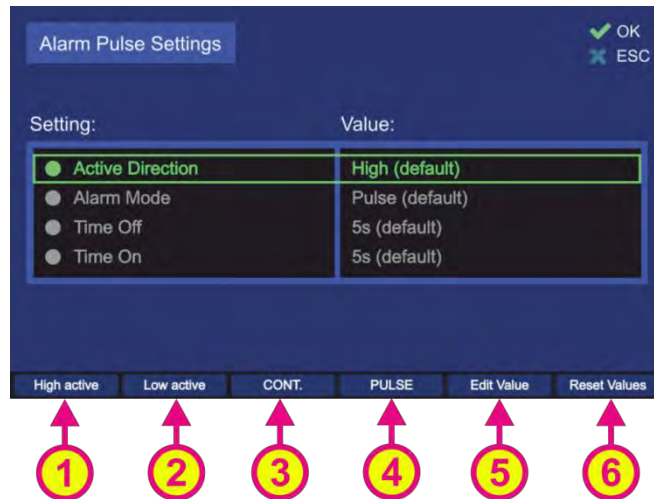 Alarm Pulse Settings
OK
ESC
Setting: Value:
Active Direction High (default)
Alarm Mode Pulse (default)
Time Off 5s (default)
Time On 5s (default)
High active Low active CONT. PULSE Edit Value Reset Values
1 2 3 4 5 6